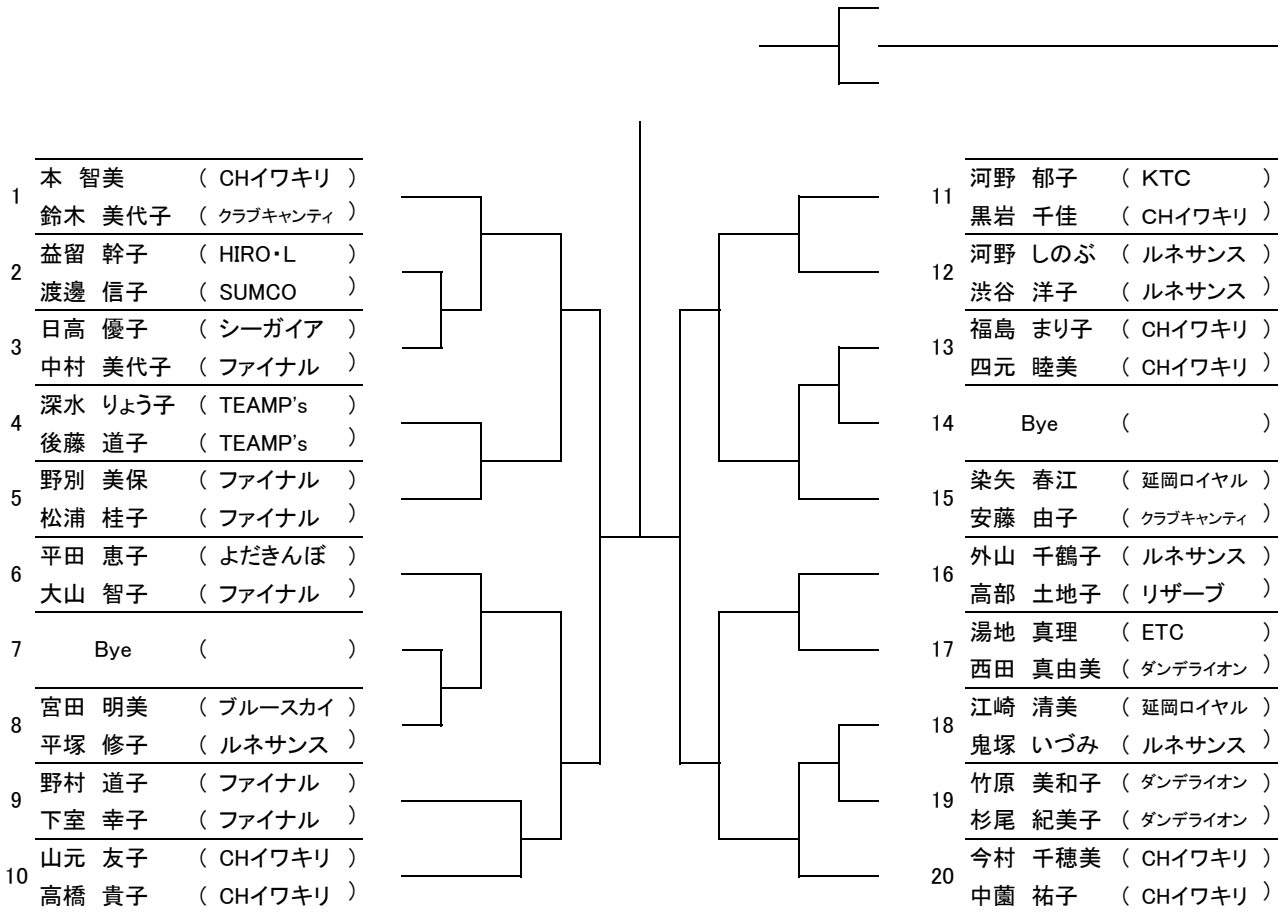 1
本 智美 ( CHイワキリ )
鈴木 美代子 ( クラブキャンティ )
2
益留 幹子 ( HIRO・L )
渡邊 信子 ( SUMCO )
3
日高 優子 ( シーガイア )
中村 美代子 ( ファイナル )
4
深水 りょう子 ( TEAMP's )
後藤 道子 ( TEAMP's )
5
野別 美保 ( ファイナル )
松浦 桂子 ( ファイナル )
6
平田 恵子 ( よだきんぼ )
大山 智子 ( ファイナル )
7 Bye ( )
8
宮田 明美 ( ブルースカイ )
平塚 修子 ( ルネサンス )
9
野村 道子 ( ファイナル )
下室 幸子 ( ファイナル )
10
山元 友子 ( CHイワキリ )
高橋 貴子 ( CHイワキリ )
11
河野 郁子 ( KTC )
黒岩 千佳 ( CHイワキリ )
12
河野 しのぶ ( ルネサンス )
渋谷 洋子 ( ルネサンス )
13
福島 まり子 ( CHイワキリ )
四元 睦美 ( CHイワキリ )
14 Bye ( )
15
染矢 春江 ( 延岡ロイヤル )
安藤 由子 ( クラブキャンティ )
16
外山 千鶴子 ( ルネサンス )
高部 土地子 ( リザーブ )
17
湯地 真理 ( ETC )
西田 真由美 ( ダンデライオン )
18
江崎 清美 ( 延岡ロイヤル )
鬼塚 いづみ ( ルネサンス )
19
竹原 美和子 ( ダンデライオン )
杉尾 紀美子 ( ダンデライオン )
20
今村 千穂美 ( CHイワキリ )
中薗 祐子 ( CHイワキリ )